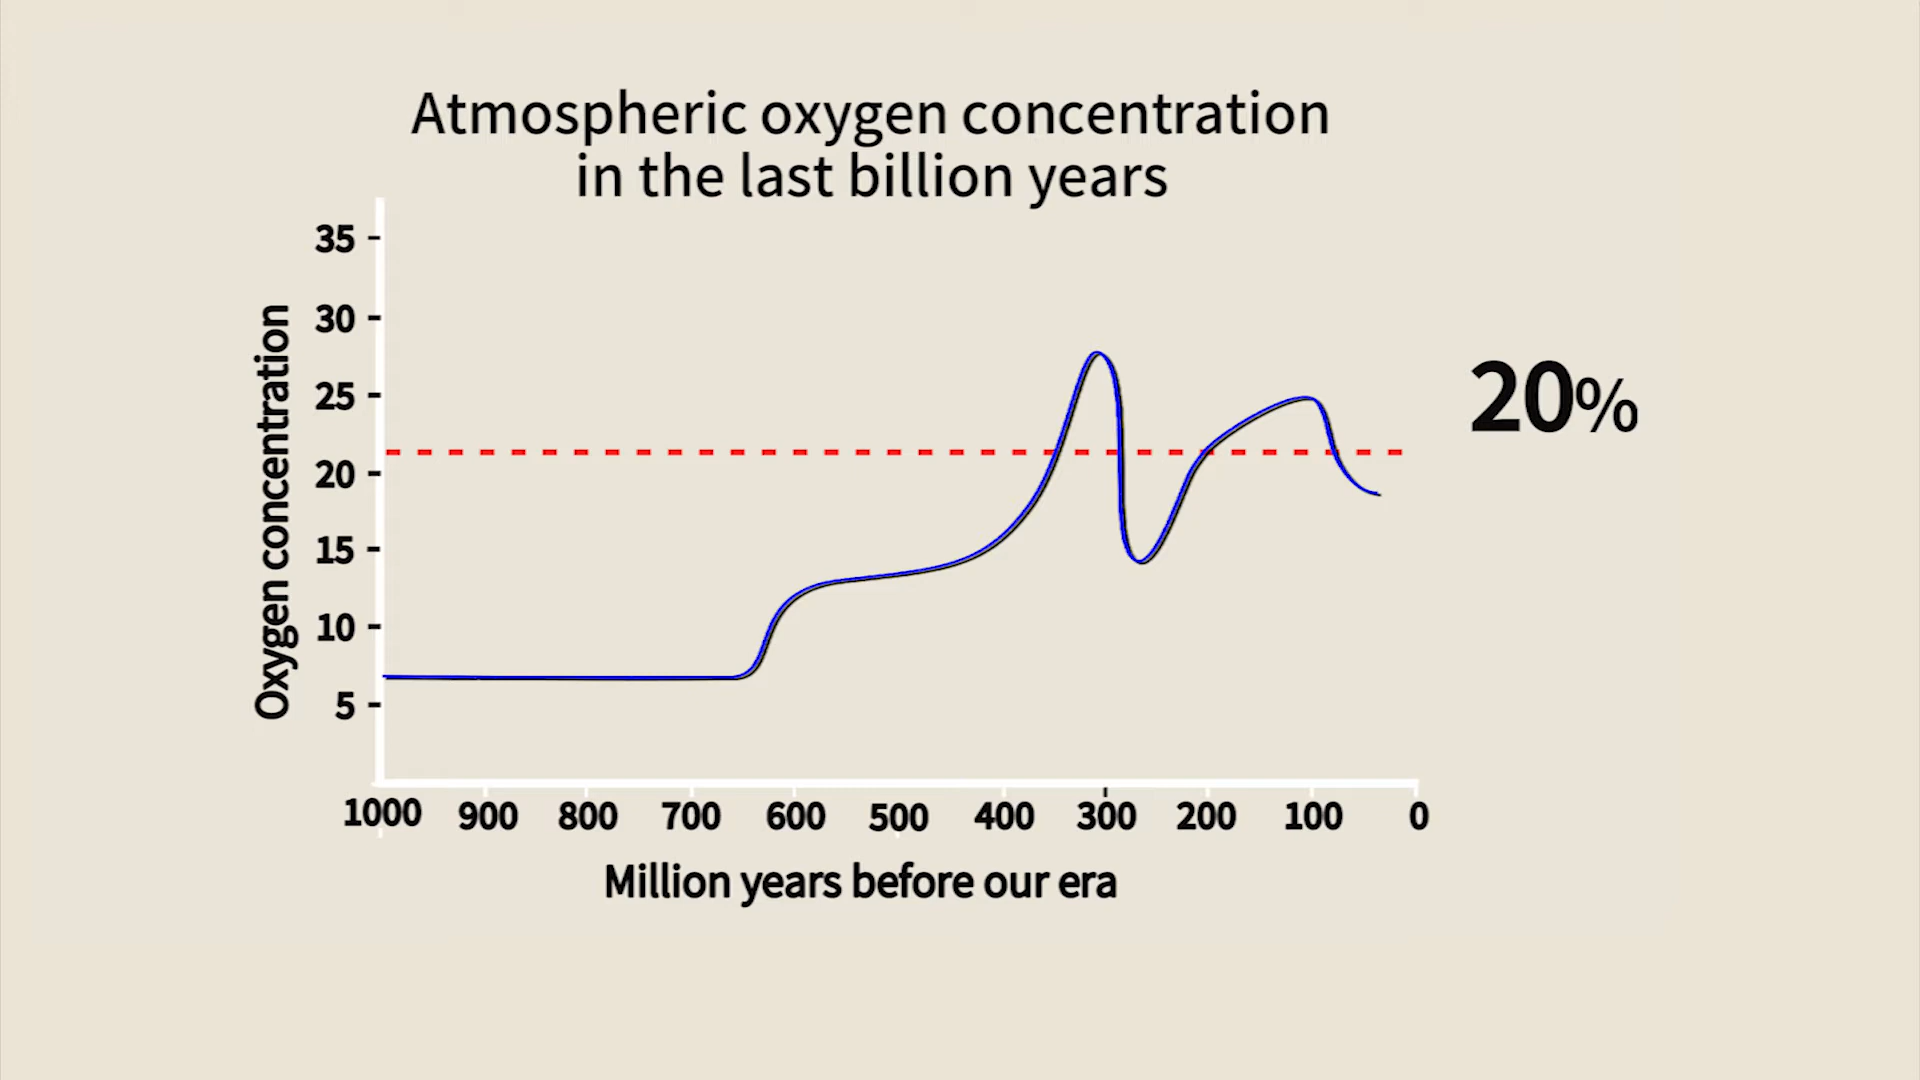 Atmospheric oxygen concentration
in the last billion years
Oxygen concentration
35
30
25
20
15
10
5
1000 900 800 700 600 500 400 300 200 100 0
Million years before our era
20%